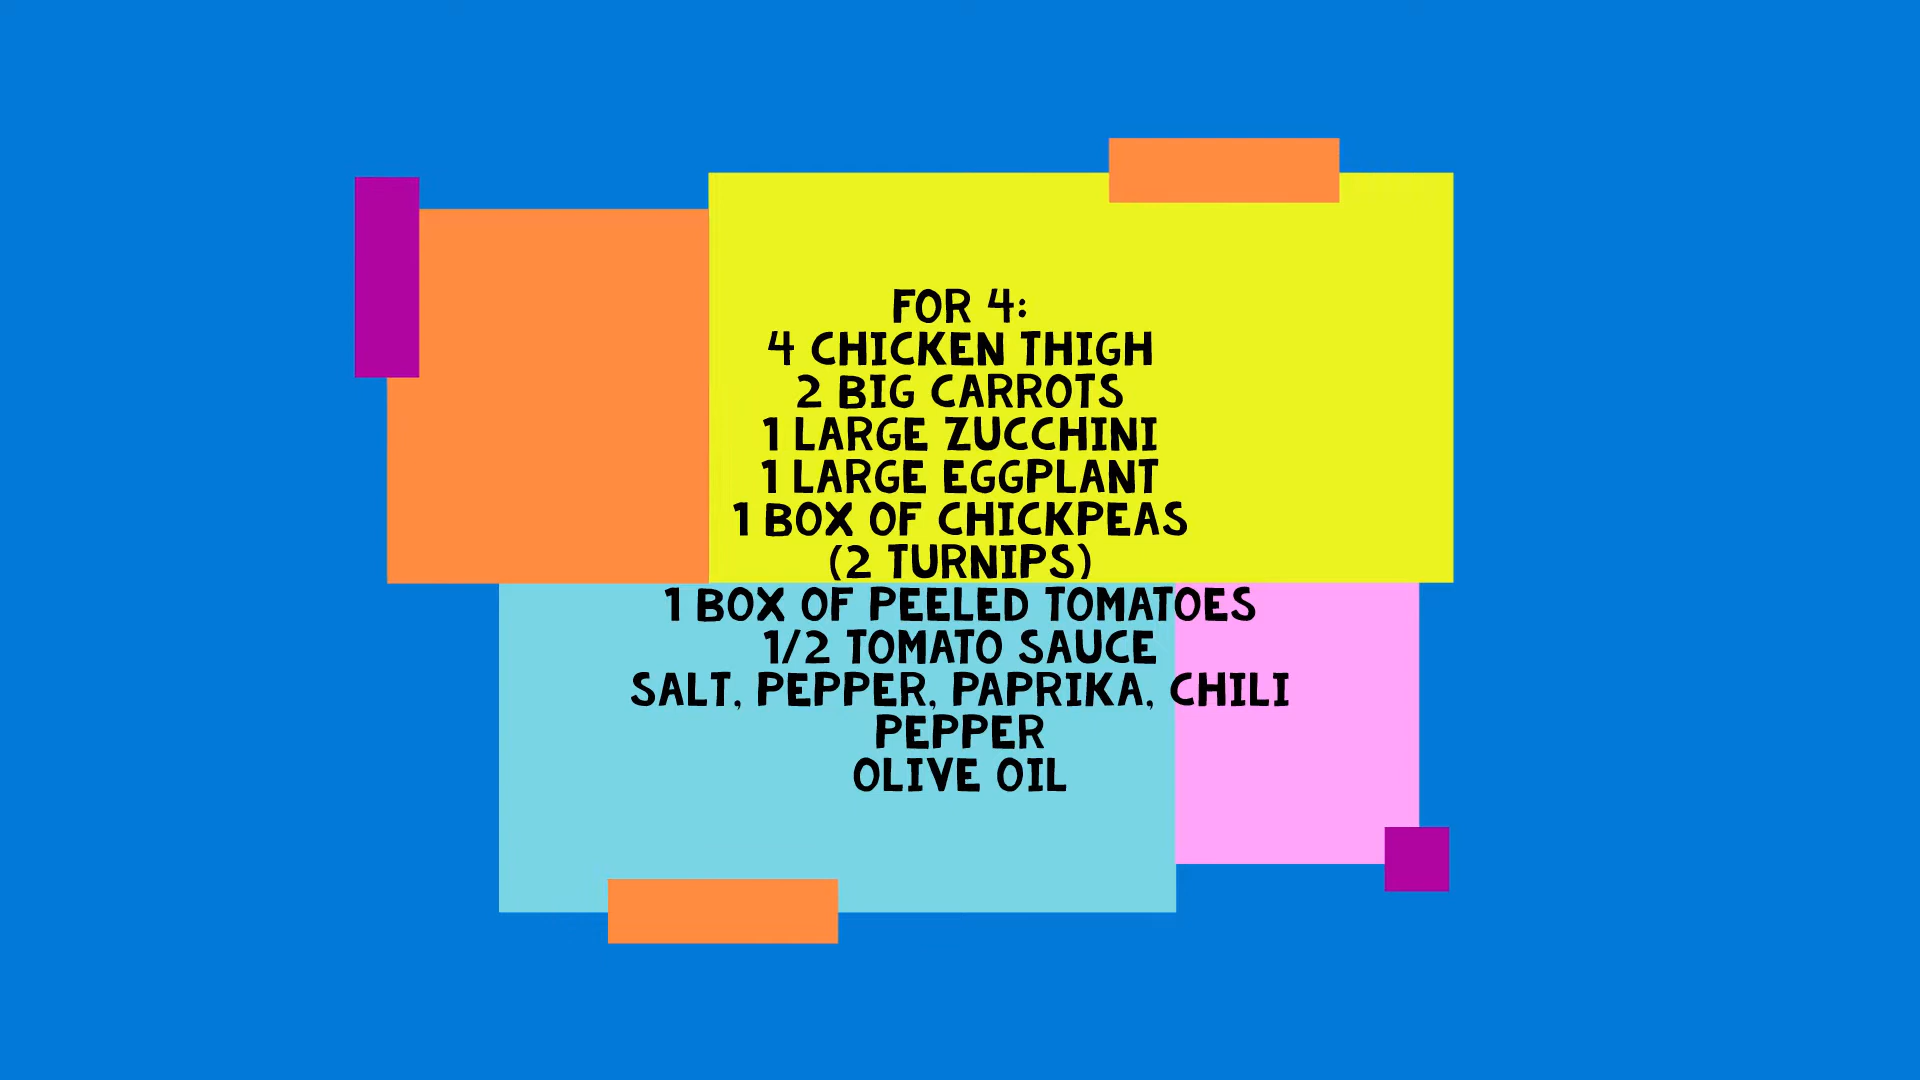 FOR 4:
4 CHICKEN THIGH
2 BIG CARROTS
1 LARGE ZUCCHINI
1 LARGE EGGPLANT
1 BOX OF CHICKPEAS
(2 TURNIPS)
1 BOX OF PEELED TOMATOES
1/2 TOMATO SAUCE
SALT, PEPPER, PAPRIKA, CHILI
PEPPER
OLIVE OIL